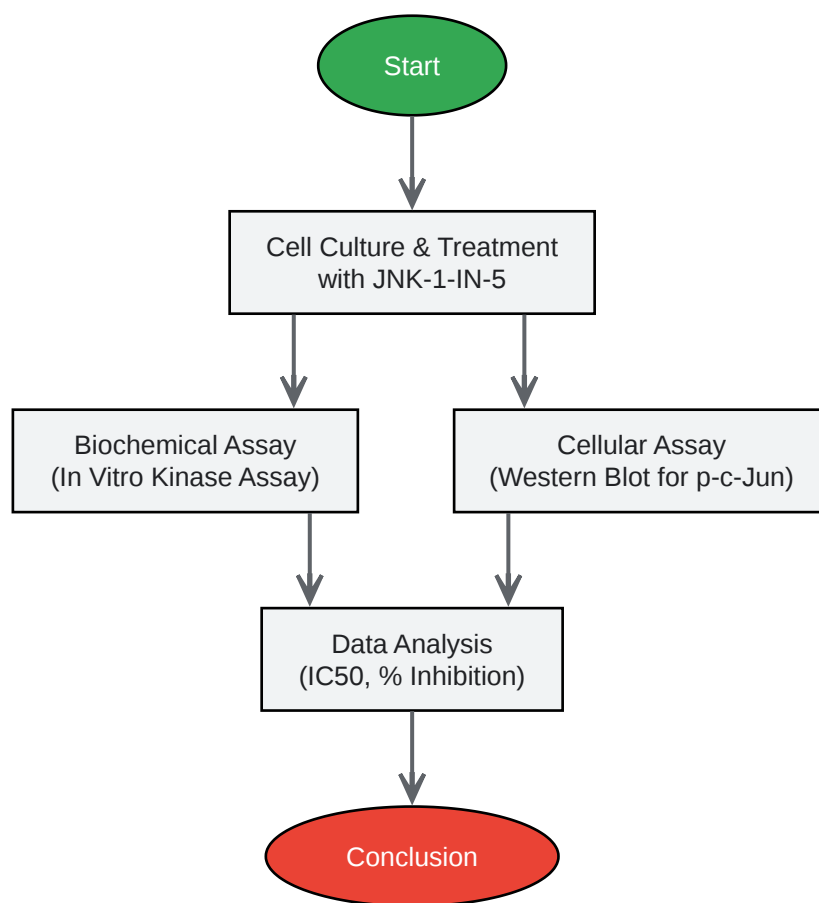 Start
Cell Culture & Treatment
with JNK-1-IN-5
Biochemical Assay
(In Vitro Kinase Assay)
Cellular Assay
(Western Blot for p-c-Jun)
Data Analysis
(IC50, % Inhibition)
Conclusion